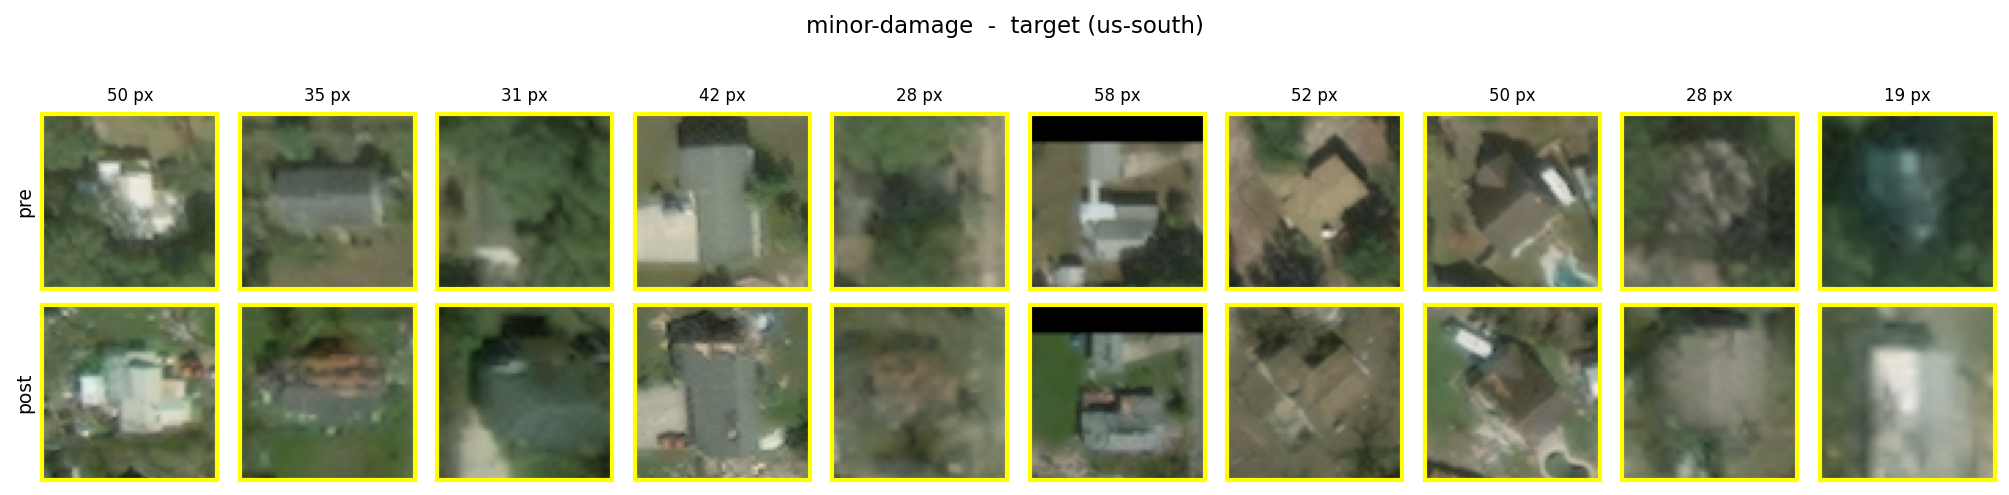 minor-damage - target (us-south)
50 px 35 px 31 px 42 px 28 px 58 px 52 px 50 px 28 px 19 px
pre
post